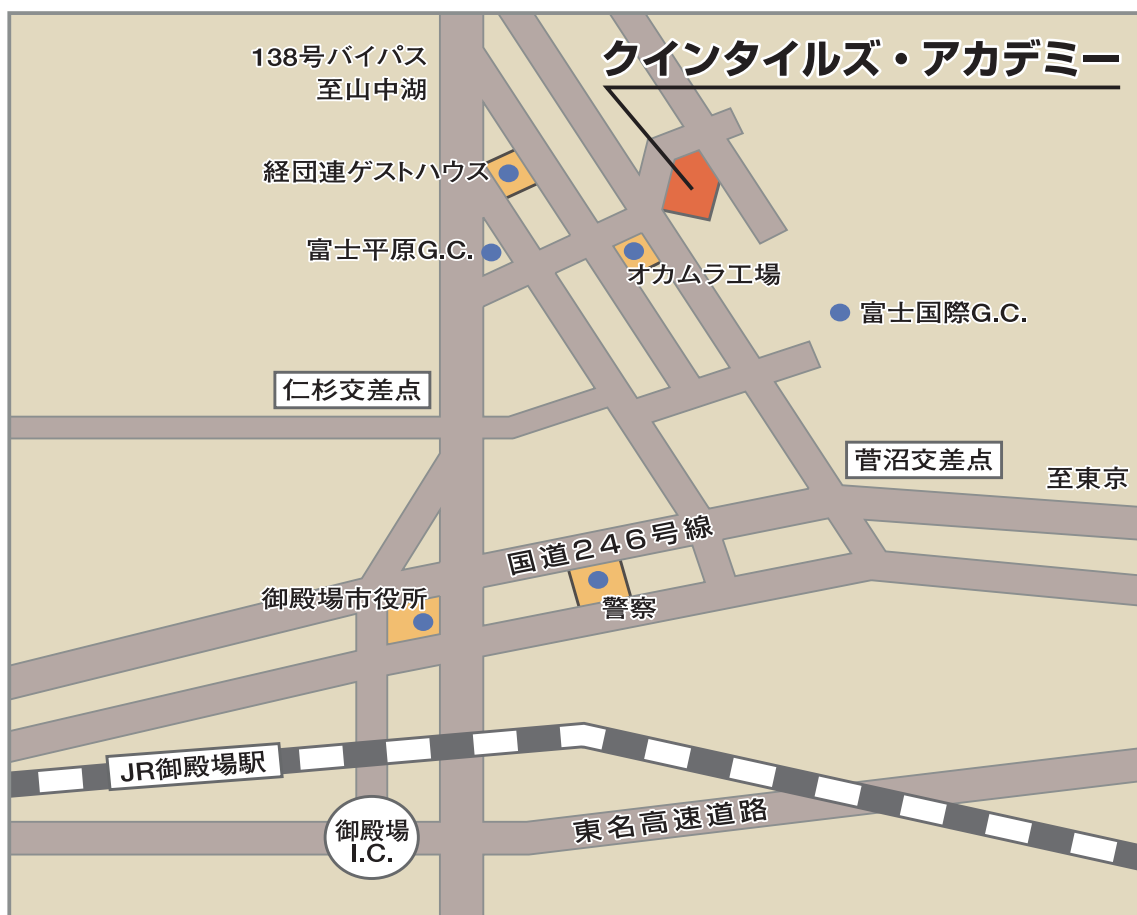 138号バイパス
至山中湖
クインタイルズ・アカデミー
経団連ゲストハウス
富士平原G.C.
オカムラ工場
富士国際G.C.
仁杉交差点
菅沼交差点
至東京
国道246号線
御殿場市役所
警察
JR御殿場駅
御殿場
I.C.
東名高速道路